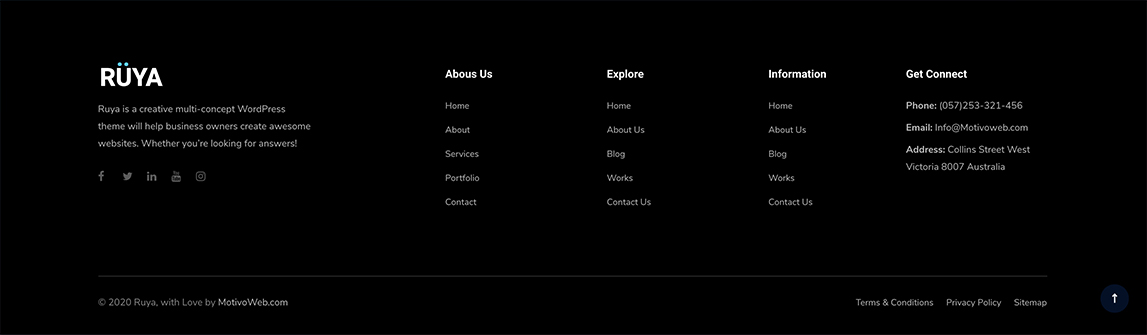 RÜYA
Ruya is a creative multi-concept WordPress
theme will help business owners create awesome
websites. Whether you're looking for answers!
Abous Us
Home
About
Services
Portfolio
Contact
Explore
Home
About Us
Blog
Works
Contact Us
Information
Home
About Us
Blog
Works
Contact Us
Get Connect
Phone: (057)253-321-456
Email: Info@Motivoweb.com
Address: Collins Street West
Victoria 8007 Australia
© 2020 Ruya, with Love by MotivoWeb.com
Terms & Conditions Privacy Policy Sitemap